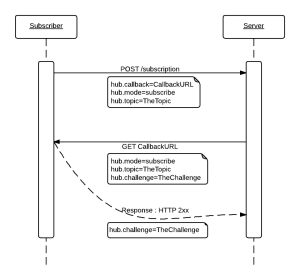 Subscriber
Server
POST /subscription
hub.callback=CallbackURL
hub.mode=subscribe
hub.topic=TheTopic
GET CallbackURL
hub.mode=subscribe
hub.topic=TheTopic
hub.challenge=TheChallenge
Response : HTTP 2xx
hub.challenge=TheChallenge